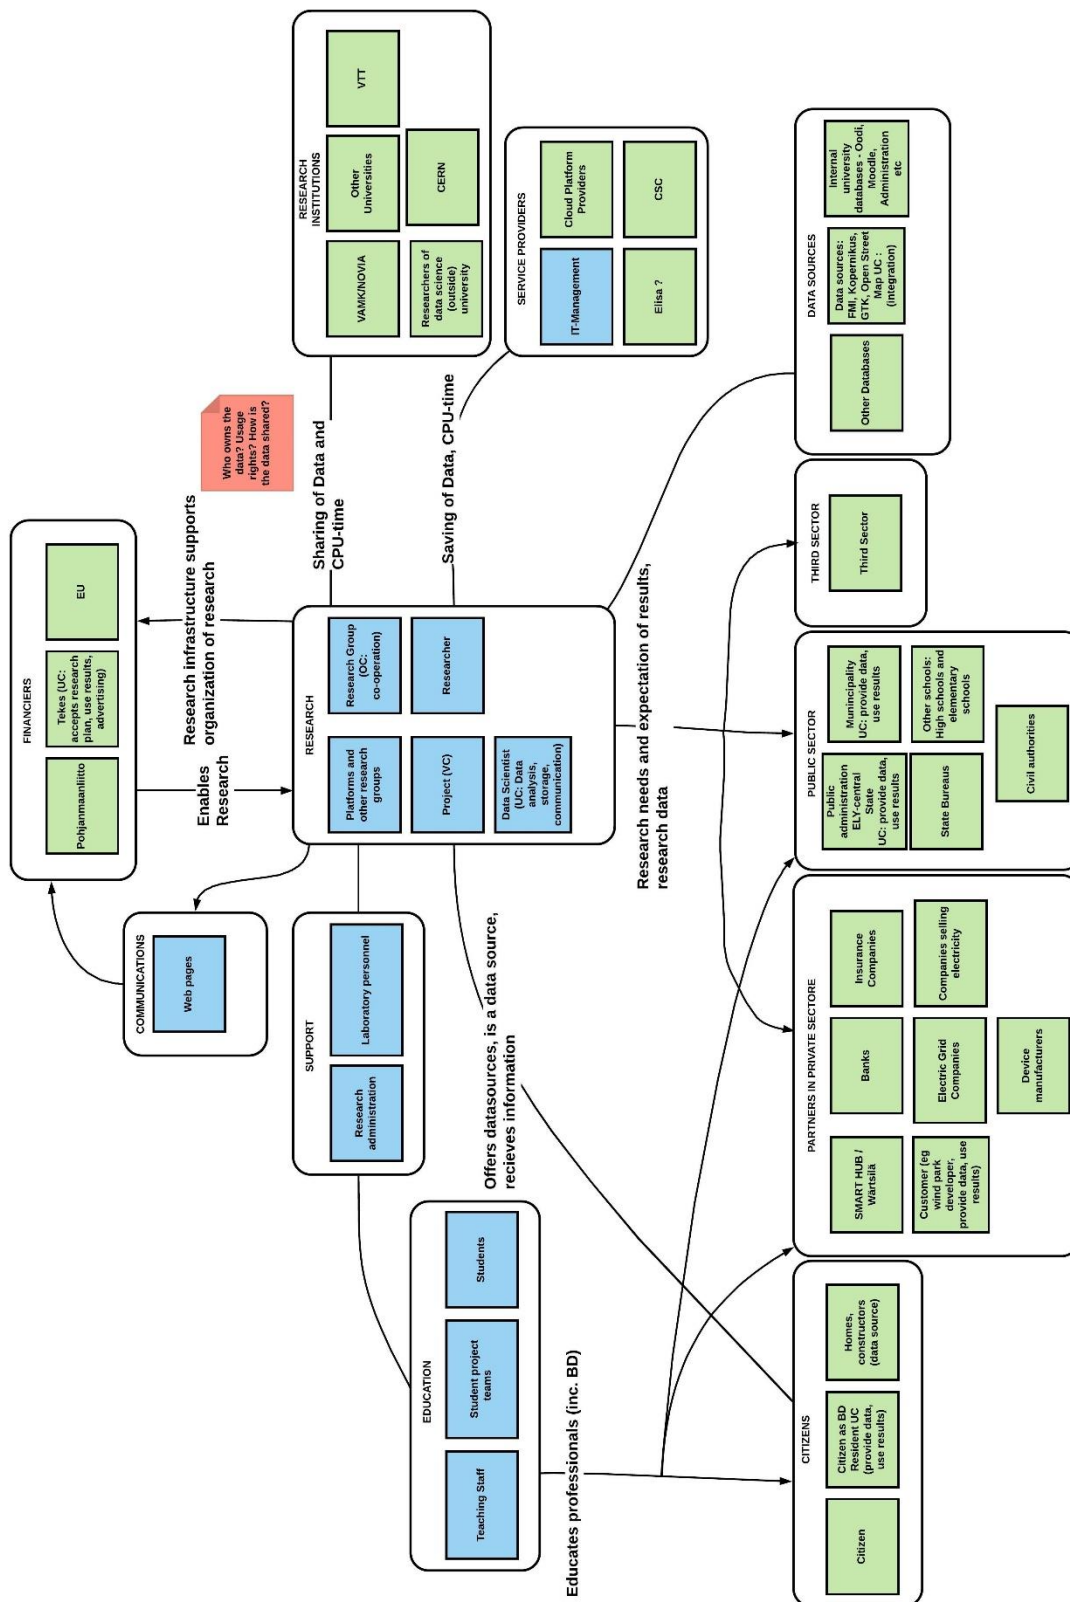 FINANCIERS
Pohjanmaanliitto
Tekes (UC:
accepts research
plan, use results,
advertising)
EU
COMMUNICATIONS
Web pages
Enables
Research
Research infrastructure supports
organization of research
Who owns the
data? Usage
rights? How is
the data shared?
SUPPORT
Research
administration
Laboratory personnel
RESEARCH
Platforms and
other research
groups
Research Group
(OC:
co-operation)
Project (VC)
Researcher
Data Scientist
(UC: Data
analysis,
storage,
communication)
Sharing of Data and
CPU-time
RESEARCH
INSTITUTIONS
VAMK/NOVIA
Other
Universities
VTT
Researchers of
data science
(outside)
university
CERN
EDUCATION
Teaching Staff
Student project
teams
Students
Offers datasources, is a data source,
recieves information
Saving of Data, CPU-time
SERVICE PROVIDERS
IT-Management
Cloud Platform
Providers
Elisa ?
CSC
Educates professionals (inc. BD)
Research needs and expectation of results,
research data
CITIZENS
Citizen
Citizen as BD
Resident UC
(provide data,
use results)
Homes,
constructors
(data source)
PARTNERS IN PRIVATE SECTORE
SMART HUB /
Wärtsilä
Banks
Insurance
Companies
Customer (eg
wind park
developer,
provide data, use
results)
Electric Grid
Companies
Companies selling
electricity
Device
manufacturers
PUBLIC SECTOR
Public
administration
ELY-central
State
UC: provide data,
use results
Munincipality
UC: provide data,
use results
State Bureaus
Other schools:
High schools and
elementary
schools
Civil authorities
THIRD SECTOR
Third Sector
DATA SOURCES
Other Databases
Data sources:
FMI, Kopernikus,
GTK, Open Street
Map UC :
(integration)
Internal
university
databases - Oodi,
Moodle,
Administration
etc